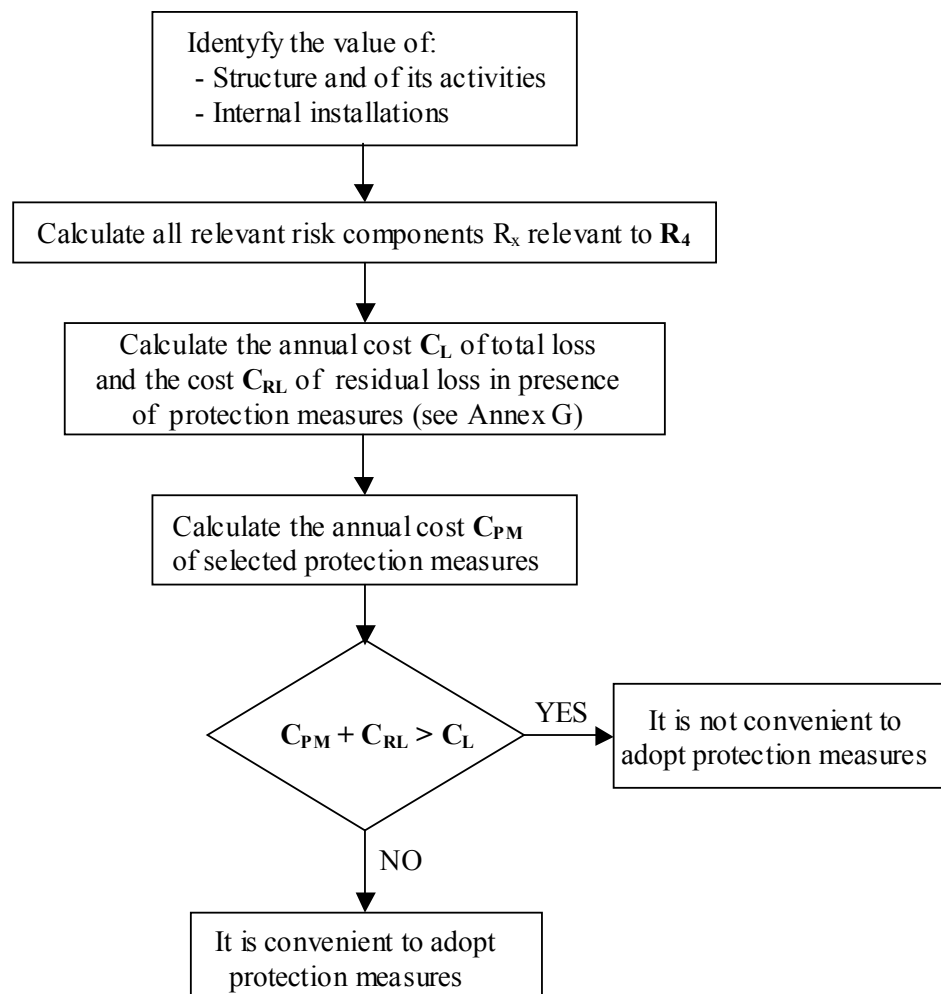 Identyfy the value of:
- Structure and of its activities
- Internal installations
Calculate all relevant risk components Rx relevant to R4
Calculate the annual cost CL of total loss
and the cost CRL of residual loss in presence
of protection measures (see Annex G)
Calculate the annual cost CPM
of selected protection measures
CPM + CRL > CL
YES
It is not convenient to
adopt protection measures
NO
It is convenient to adopt
protection measures